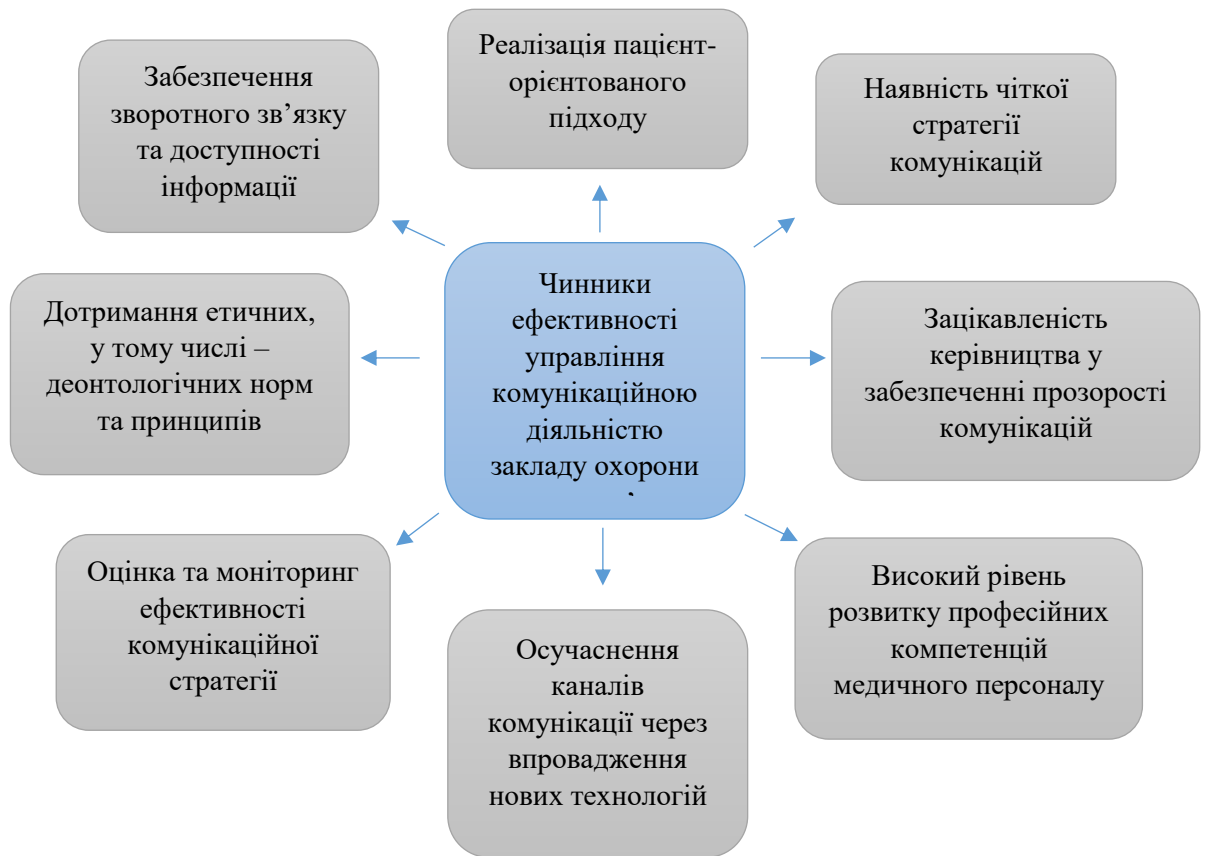 Реалізація пацієнт-
орієнтованого
підходу
Забезпечення
зворотного зв’язку
та доступності
інформації
Наявність чіткої
стратегії
комунікацій
Чинники
ефективності
управління
комунікаційною
діяльністю
закладу охорони
Дотримання етичних,
у тому числі –
деонтологічних норм
та принципів
Зацікавленість
керівництва у
забезпеченні прозорості
комунікацій
Оцінка та моніторинг
ефективності
комунікаційної
стратегії
Високий рівень
розвитку професійних
компетенцій
медичного персоналу
Осучаснення
каналів
комунікації через
впровадження
нових технологій